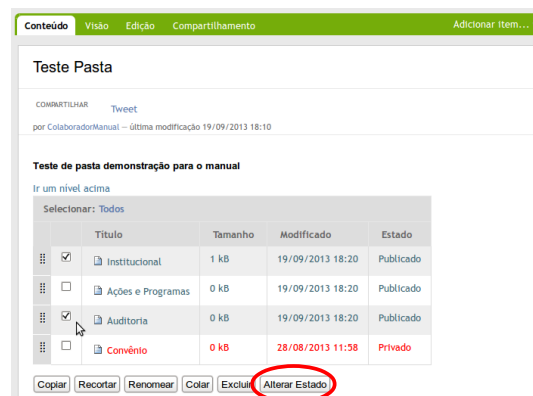 Conteúdo Visão Edição Compartilhamento Adicionar item...
Teste Pasta
COMPARTILHAR Tweet
por ColaboradorManual — última modificação 19/09/2013 18:10
Teste de pasta demonstração para o manual
Ir um nível acima
Selecionar: Todos
Título Tamanho Modificado Estado
Institucional 1 kB 19/09/2013 18:20 Publicado
Ações e Programas 0 kB 19/09/2013 18:20 Publicado
Auditoria 0 kB 19/09/2013 18:20 Publicado
Convênio 0 kB 28/08/2013 11:58 Privado
Copiar Recortar Renomear Colar Excluir Alterar Estado